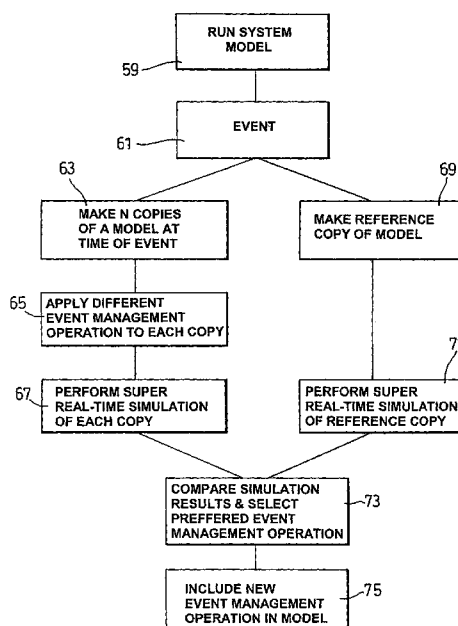 RUN SYSTEM
MODEL
59
EVENT
61
63
MAKE N COPIES
OF A MODEL AT
TIME OF EVENT
69
MAKE REFERENCE
COPY OF MODEL
65
APPLY DIFFERENT
EVENT MANAGEMENT
OPERATION TO EACH COPY
67
PERFORM SUPER
REAL-TIME SIMULATION
OF EACH COPY
7
PERFORM SUPER
REAL-TIME SIMULATION
OF REFERENCE COPY
COMPARE SIMULATION
RESULTS & SELECT
PREFFERED EVENT
MANAGEMENT OPERATION
73
INCLUDE NEW
EVENT MANAGEMENT
OPERATION IN MODEL
75